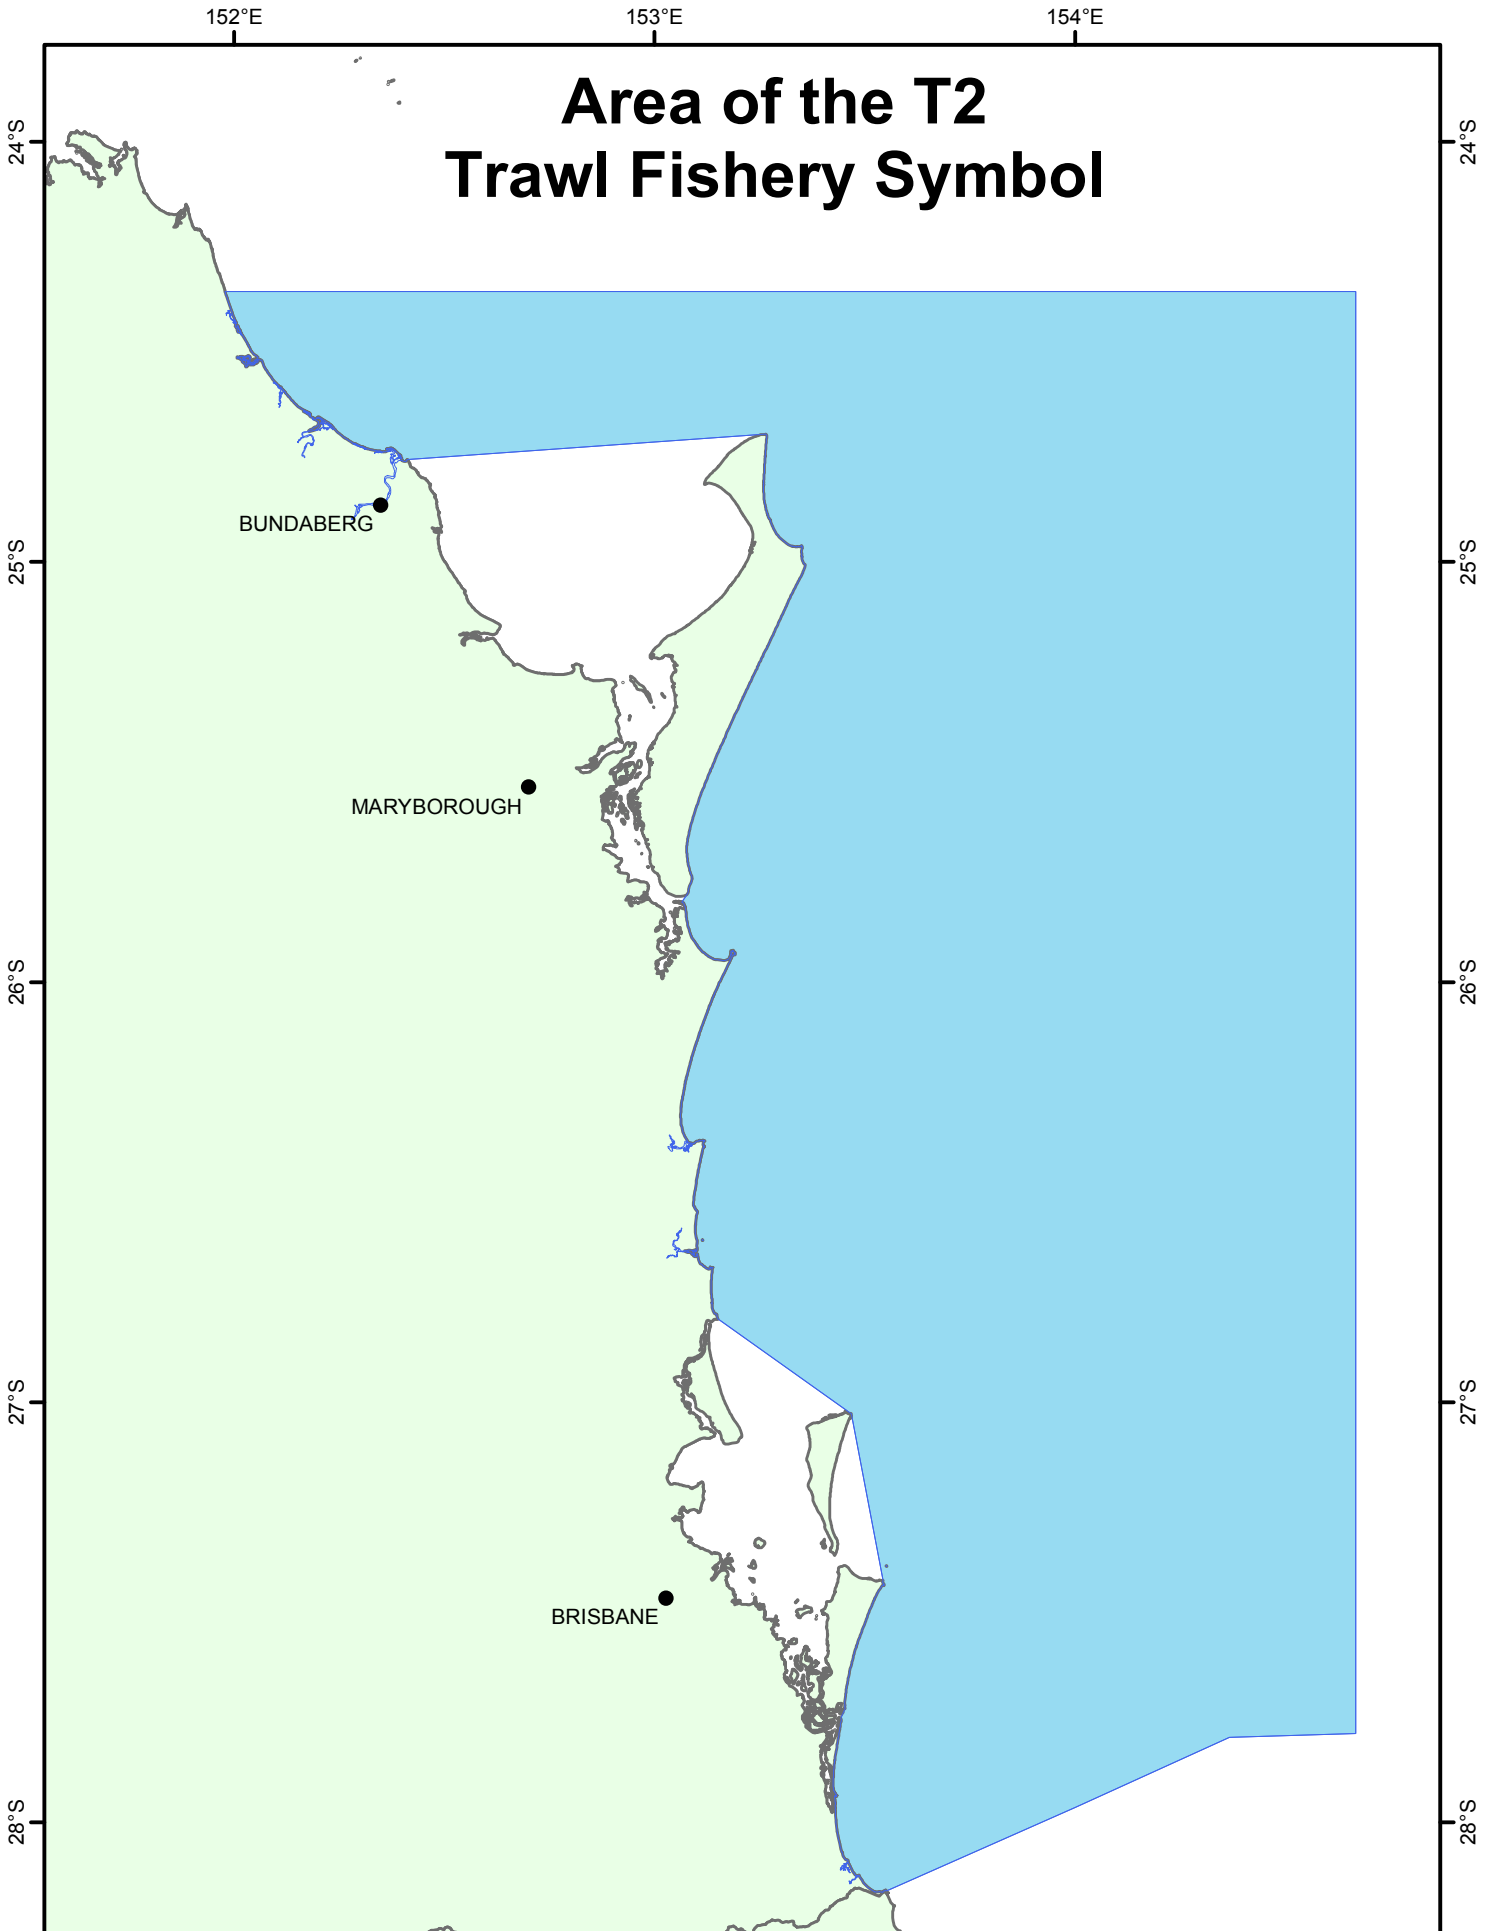 152°E 153°E 154°E
Area of the T2
Trawl Fishery Symbol
24°S 24°S
BUNDABERG
25°S 25°S
MARYBOROUGH
26°S 26°S
27°S 27°S
BRISBANE
28°S 28°S